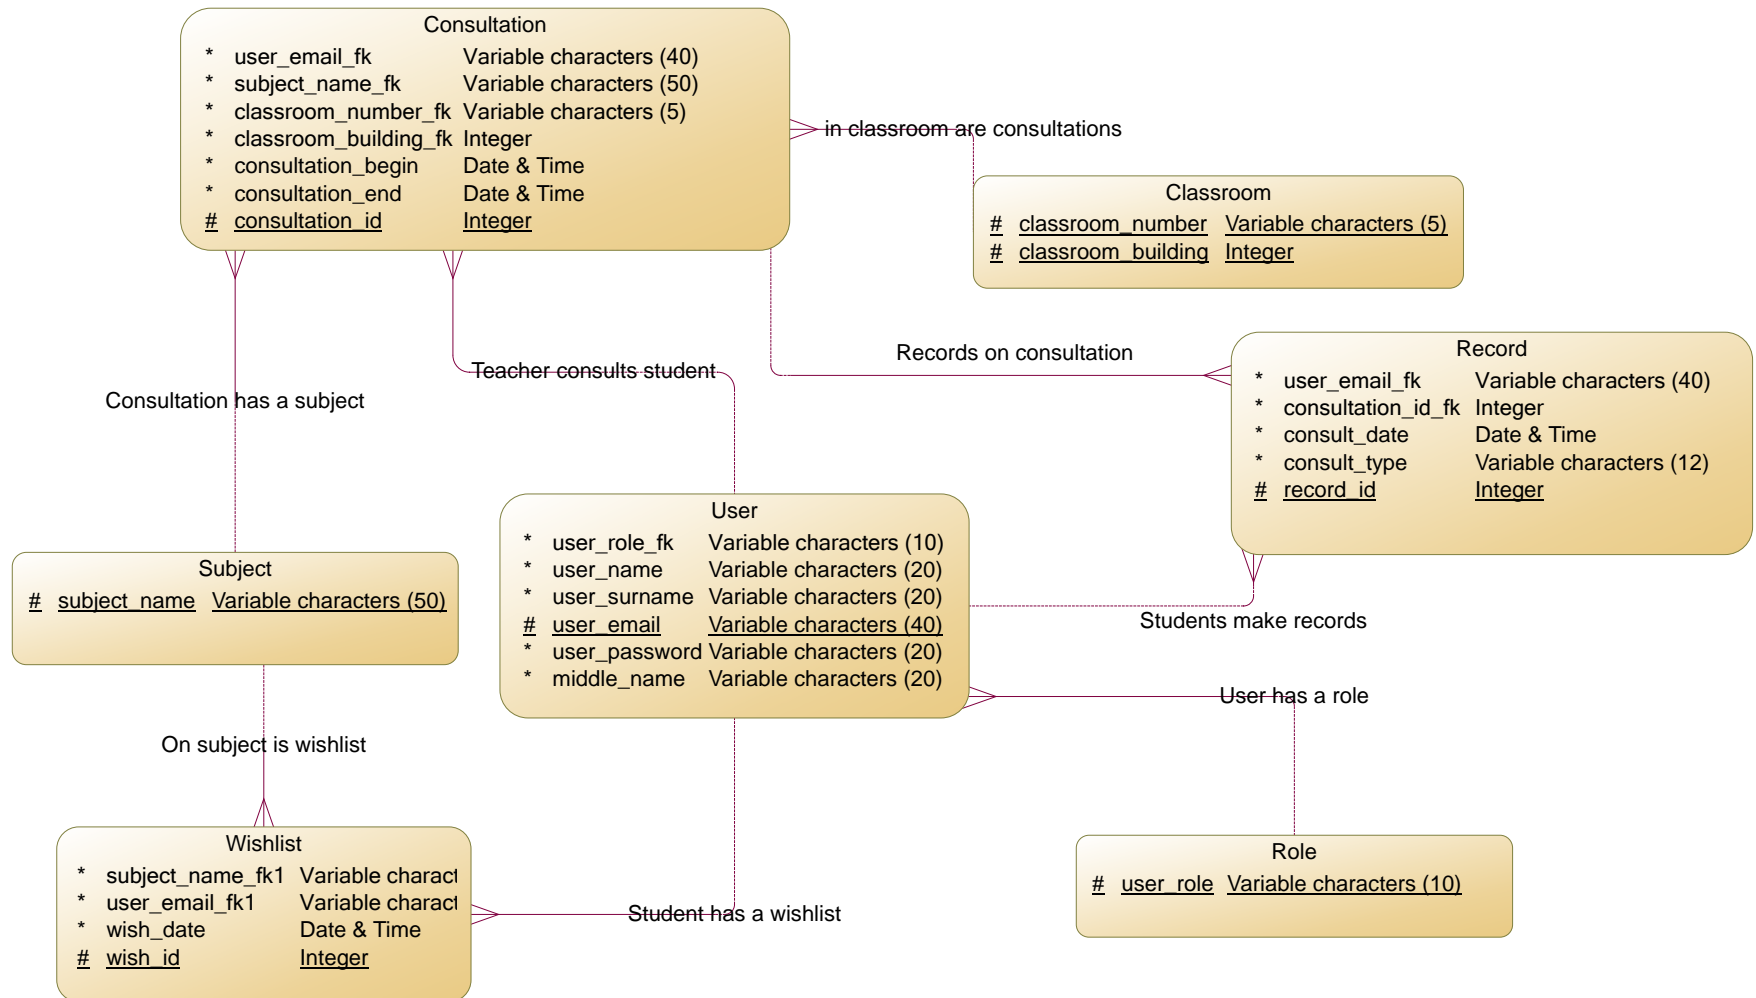 Consultation
* user_email_fk Variable characters (40)
* subject_name_fk Variable characters (50)
* classroom_number_fk Variable characters (5)
* classroom_building_fk Integer
* consultation_begin Date & Time
* consultation_end Date & Time
# consultation_id Integer
in classroom are consultations
Classroom
# classroom_number Variable characters (5)
# classroom_building Integer
Records on consultation
Record
* user_email_fk Variable characters (40)
* consultation_id_fk Integer
* consult_date Date & Time
* consult_type Variable characters (12)
# record_id Integer
Teacher consults student
Consultation has a subject
User
* user_role_fk Variable characters (10)
* user_name Variable characters (20)
* user_surname Variable characters (20)
# user_email Variable characters (40)
* user_password Variable characters (20)
* middle_name Variable characters (20)
Subject
# subject_name Variable characters (50)
Students make records
User has a role
On subject is wishlist
Wishlist
* subject_name_fk1 Variable charact
* user_email_fk1 Variable charact
* wish_date Date & Time
# wish_id Integer
Student has a wishlist
Role
# user_role Variable characters (10)